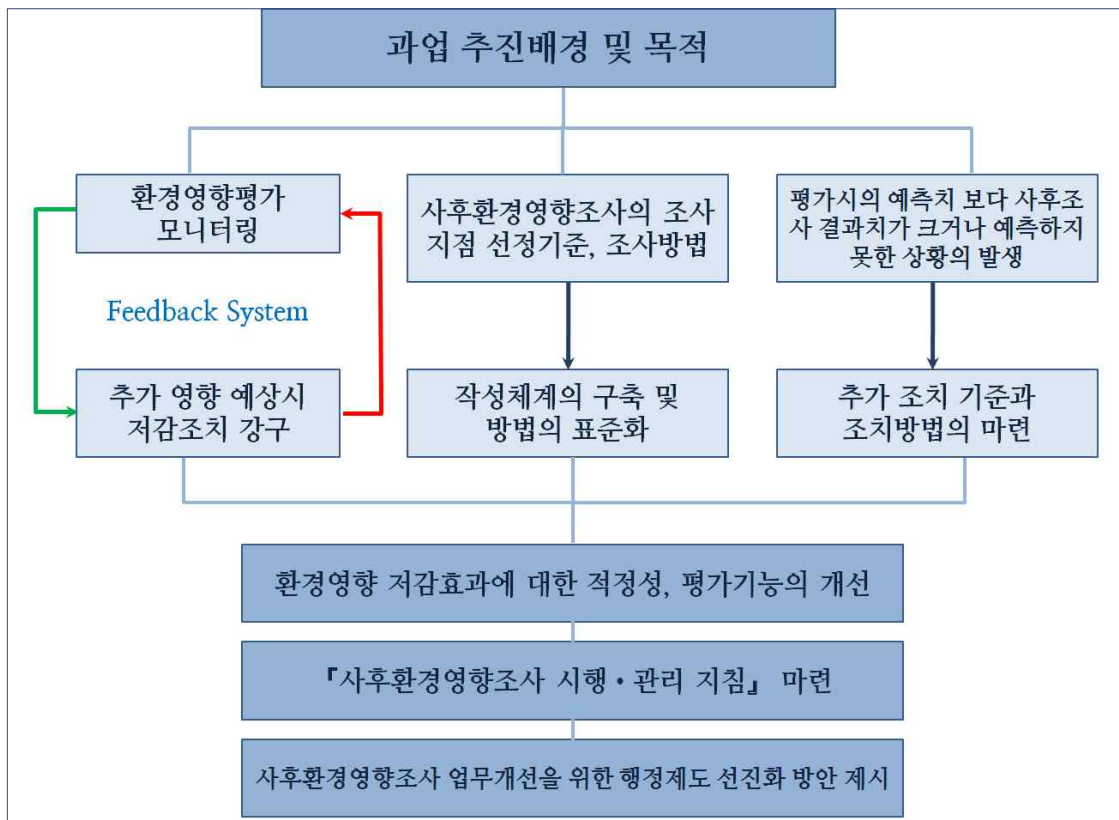 과업 추진배경 및 목적
환경영향평가
모니터링
사후환경영향조사의 조사
지점 선정기준, 조사방법
평가시의 예측치 보다 사후조
사 결과치가 크거나 예측하지
못한 상황의 발생
Feedback System
추가 영향 예상시
저감조치 강구
작성체계의 구축 및
방법의 표준화
추가 조치 기준과
조치방법의 마련
환경영향 저감효과에 대한 적정성, 평가기능의 개선
『사후환경영향조사 시행·관리 지침』 마련
사후환경영향조사 업무개선을 위한 행정제도 선진화 방안 제시